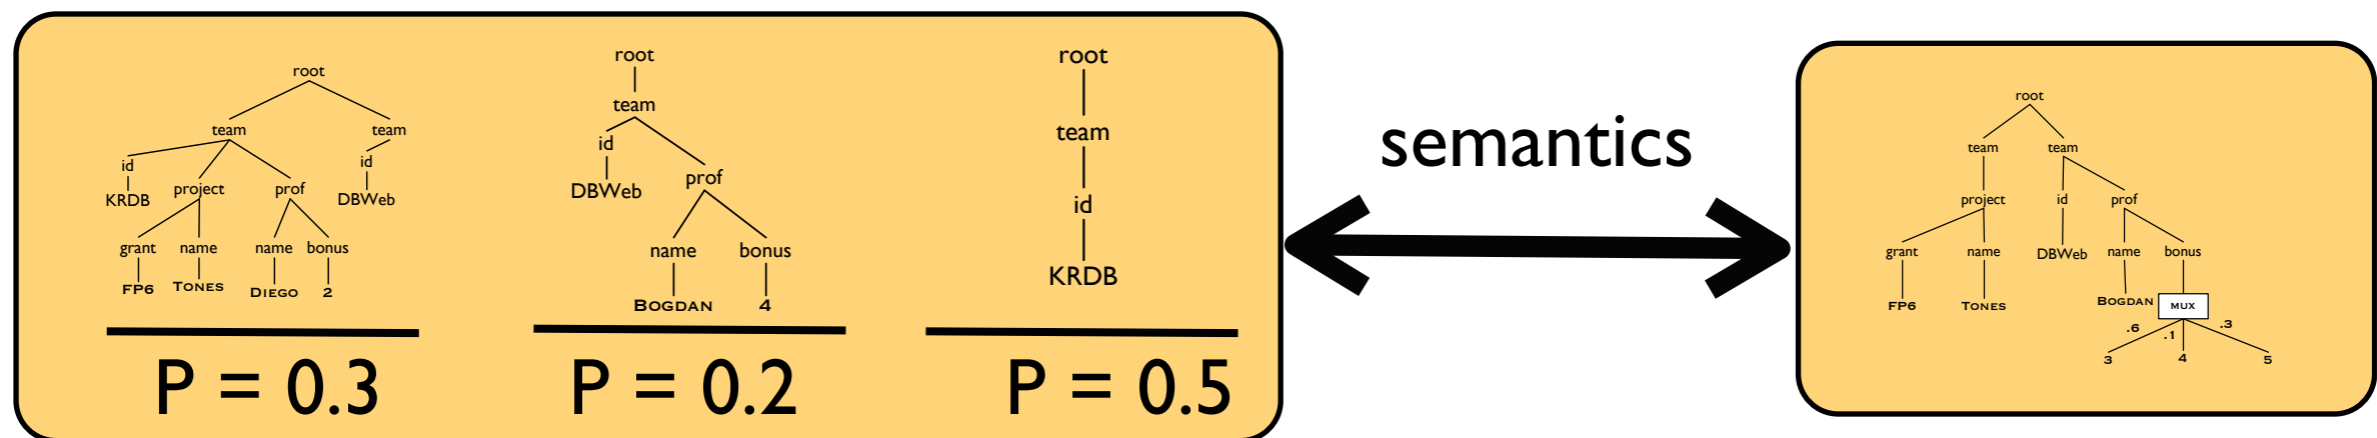 root
team team
id project prof id
KRDB DBWeb
grant name name bonus
FP6 TONES DIEGO 2
P = 0.3
root
team
id
DBWeb prof
name bonus
BOGDAN 4
P = 0.2
root
team
id
KRDB
P = 0.5
semantics
root
team team
project id prof
grant name DBWeb name bonus
FP6 TONES BOGDAN MUX
.6 .1 .3
3 4 5